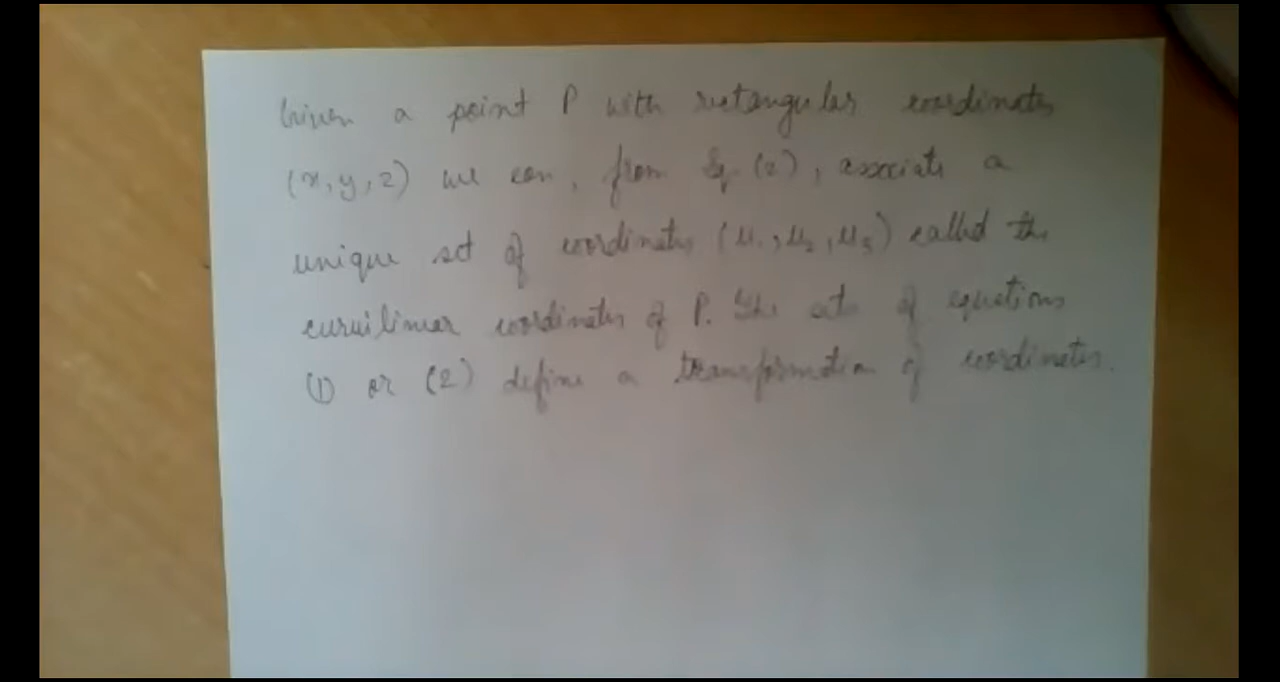 Given a point P with rectangular coordinates
(x, y, z) we can, from Eq. (2), associate a
unique set of coordinates (u₁, u₂, u₃) called the
curvilinear coordinates of P. The sets of equations
(1) or (2) define a transformation of coordinates.